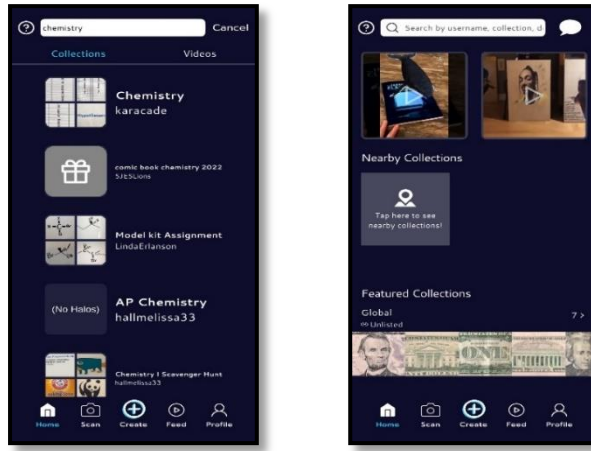 chemistry
Cancel
Collections Videos
Chemistry
karacade
comic book chemistry 2022
SJESLions
Model kit Assignment
LindaErlanson
(No Halos)
AP Chemistry
hallmelissa33
Chemistry I Scavenger Hunt
hallmelissa33
Home Scan Create Feed Profile
Search by username, collection, d
Nearby Collections
Tap here to see
nearby collections!
Featured Collections
Global
7 >
Unlisted
ONE
Home Scan Create Feed Profile